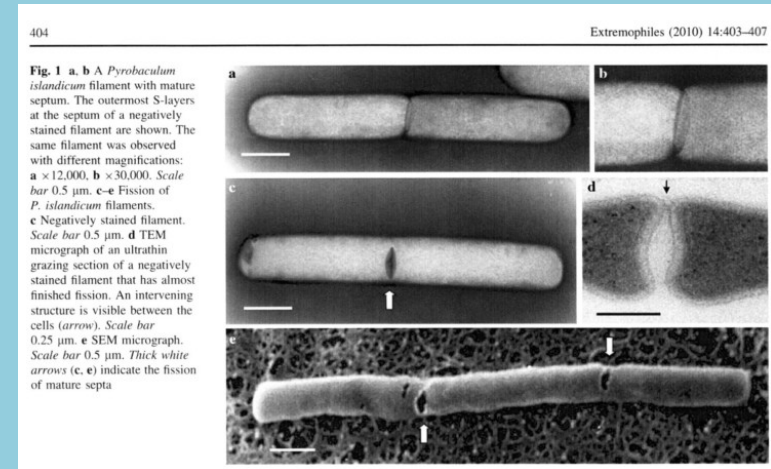 404
Extremophiles (2010) 14:403–407
Fig. 1 a, b A Pyrobaculum
islandicum filament with mature
septum. The outermost S-layers
at the septum of a negatively
stained filament are shown. The
same filament was observed
with different magnifications:
a ×12,000, b ×30,000. Scale
bar 0.5 μm. c–e Fission of
P. islandicum filaments.
c Negatively stained filament.
Scale bar 0.5 μm. d TEM
micrograph of an ultrathin
grazing section of a negatively
stained filament that has almost
finished fission. An intervening
structure is visible between the
cells (arrow). Scale bar
0.25 μm. e SEM micrograph.
Scale bar 0.5 μm. Thick white
arrows (c, e) indicate the fission
of mature septa
a
b
c
d
e